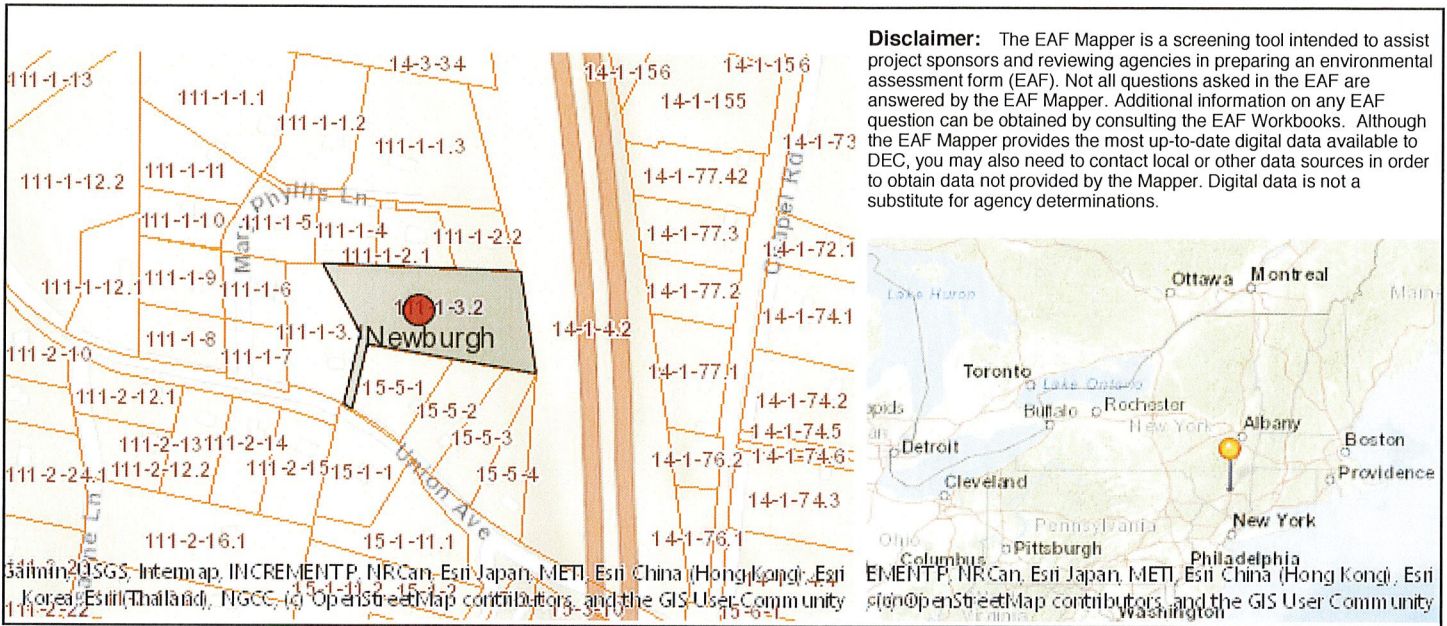 Disclaimer: The EAF Mapper is a screening tool intended to assist
project sponsors and reviewing agencies in preparing an environmental
assessment form (EAF). Not all questions asked in the EAF are
answered by the EAF Mapper. Additional information on any EAF
question can be obtained by consulting the EAF Workbooks. Although
the EAF Mapper provides the most up-to-date digital data available to
DEC, you may also need to contact local or other data sources in order
to obtain data not provided by the Mapper. Digital data is not a
substitute for agency determinations.
111-1-13
14-3-34
14-1-156
14-1-156
111-1-1.1
14-1-155
111-1-1.2
111-1-1.3
14-1-73
111-1-11
111-1-12.2
14-1-77.42
Phyllis Ln
111-1-10
111-1-5
111-1-4
111-1-2.2
14-1-77.3
14-1-72.1
111-1-2.1
111-1-9
111-1-12.1
111-1-6
14-1-77.2
-3.2
14-1-74.1
14-1-4.2
111-1-3.
Newburgh
111-1-8
111-2-10
111-1-7
14-1-77.1
15-5-1
111-2-12.1
15-5-2
14-1-74.2
14-1-74.5
15-5-3
111-2-13
111-2-14
14-1-76.2
14-1-74.6
111-2-24.1
111-2-12.2
111-2-15
15-1-1
15-5-4
Union Ave
14-1-74.3
111-2-16.1
15-1-11.1
14-1-76.1
USGS, Intermap, INCREMENT P, NRCan, Esri Japan, METI, Esri China (Hong Kong), Esri
Korea, Esri (Thailand), NGCC, (c) OpenStreetMap contributors, and the GIS User Community
Ottawa
Montreal
Lake Huron
Toronto
Lake Ontario
Buffalo
Rochester
New York
Albany
Detroit
Boston
Providence
Cleveland
Pennsylvania
New York
Pittsburgh
Ohio
Columbus
Philadelphia
EMENT P, NRCan, Esri Japan, METI, Esri China (Hong Kong), Esri
OpenStreetMap contributors, and the GIS User Community
Washington